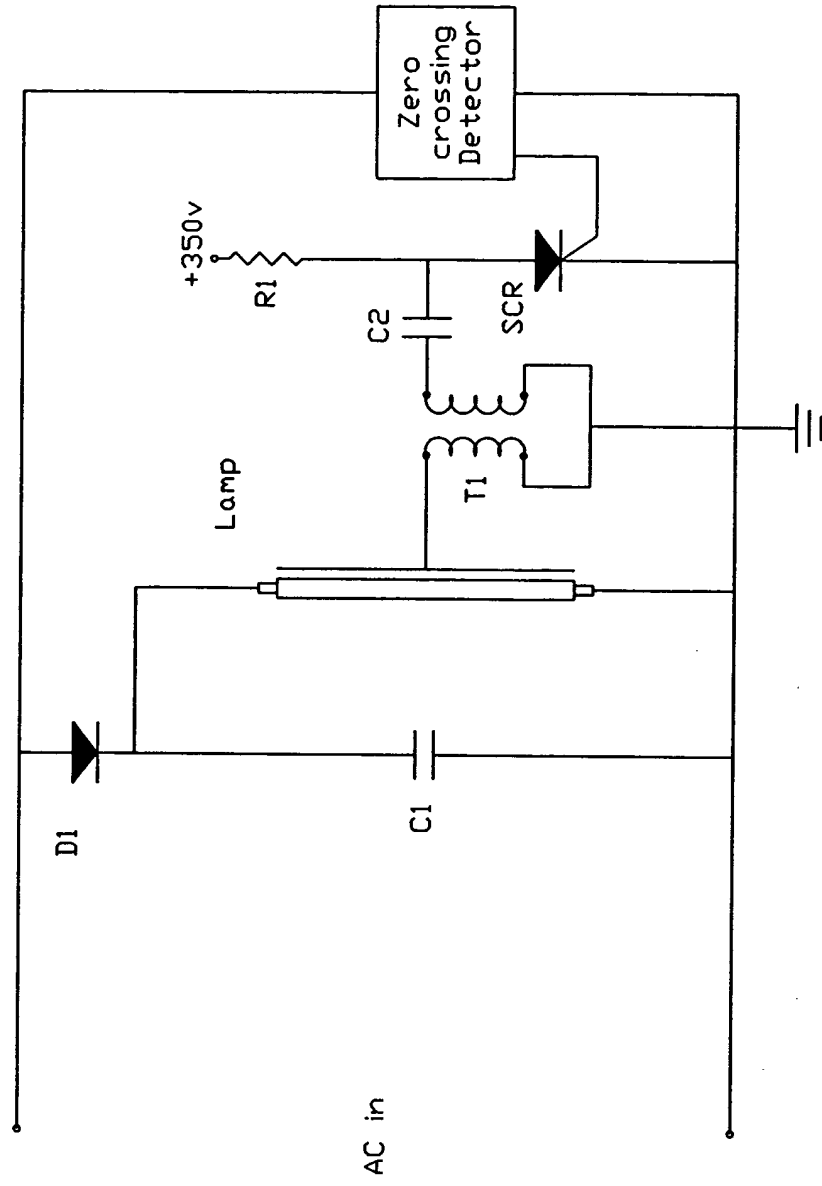 AC in
D1
C1
Lamp
T1
C2
+350v
R1
SCR
Zero
crossing
Detector